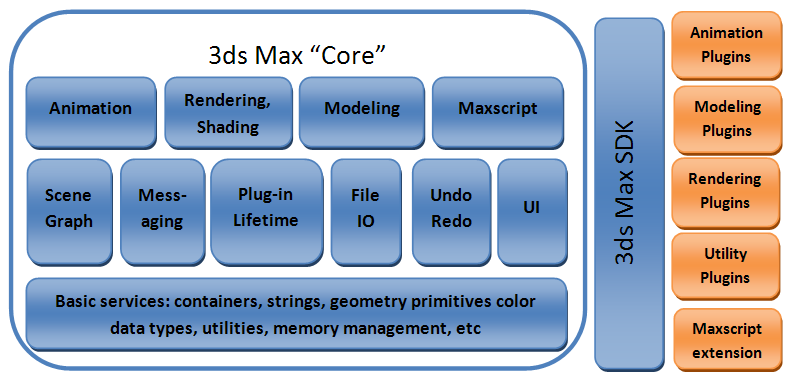 3ds Max “Core”
Animation
Rendering,
Shading
Modeling
Maxscript
Scene
Graph
Mess-
aging
Plug-in
Lifetime
File
IO
Undo
Redo
UI
Basic services: containers, strings, geometry primitives color
data types, utilities, memory management, etc
3ds Max SDK
Animation
Plugins
Modeling
Plugins
Rendering
Plugins
Utility
Plugins
Maxscript
extension